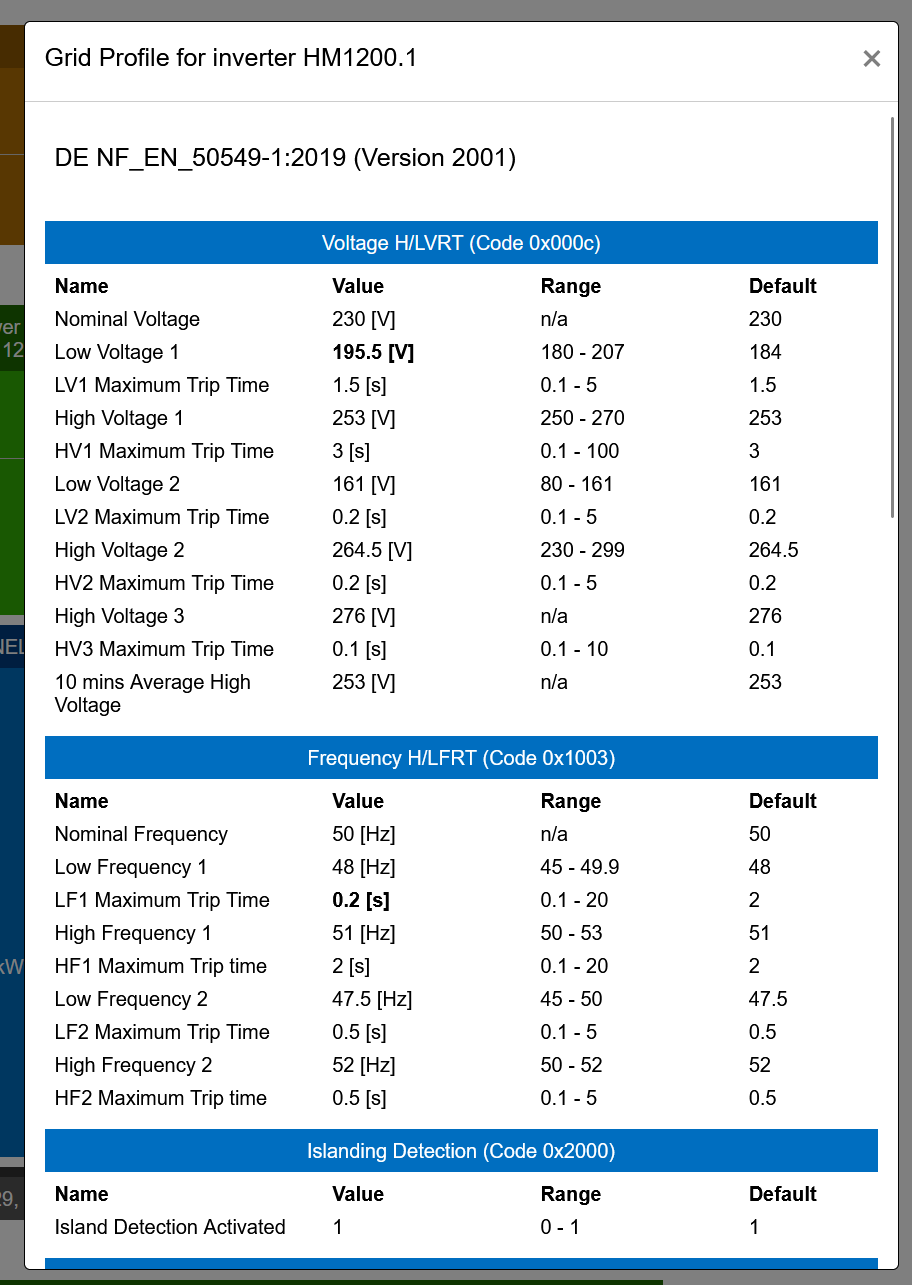 Grid Profile for inverter HM1200.1 ×
DE NF_EN_50549-1:2019 (Version 2001)
Voltage H/LVRT (Code 0x000c)
Name Value Range Default
Nominal Voltage 230 [V] n/a 230
Low Voltage 1 195.5 [V] 180 - 207 184
LV1 Maximum Trip Time 1.5 [s] 0.1 - 5 1.5
High Voltage 1 253 [V] 250 - 270 253
HV1 Maximum Trip Time 3 [s] 0.1 - 100 3
Low Voltage 2 161 [V] 80 - 161 161
LV2 Maximum Trip Time 0.2 [s] 0.1 - 5 0.2
High Voltage 2 264.5 [V] 230 - 299 264.5
HV2 Maximum Trip Time 0.2 [s] 0.1 - 5 0.2
High Voltage 3 276 [V] n/a 276
HV3 Maximum Trip Time 0.1 [s] 0.1 - 10 0.1
10 mins Average High 253 [V] n/a 253
Voltage
Frequency H/LFRT (Code 0x1003)
Name Value Range Default
Nominal Frequency 50 [Hz] n/a 50
Low Frequency 1 48 [Hz] 45 - 49.9 48
LF1 Maximum Trip Time 0.2 [s] 0.1 - 20 2
High Frequency 1 51 [Hz] 50 - 53 51
HF1 Maximum Trip time 2 [s] 0.1 - 20 2
Low Frequency 2 47.5 [Hz] 45 - 50 47.5
LF2 Maximum Trip Time 0.5 [s] 0.1 - 5 0.5
High Frequency 2 52 [Hz] 50 - 52 52
HF2 Maximum Trip time 0.5 [s] 0.1 - 5 0.5
Islanding Detection (Code 0x2000)
Name Value Range Default
Island Detection Activated 1 0 - 1 1